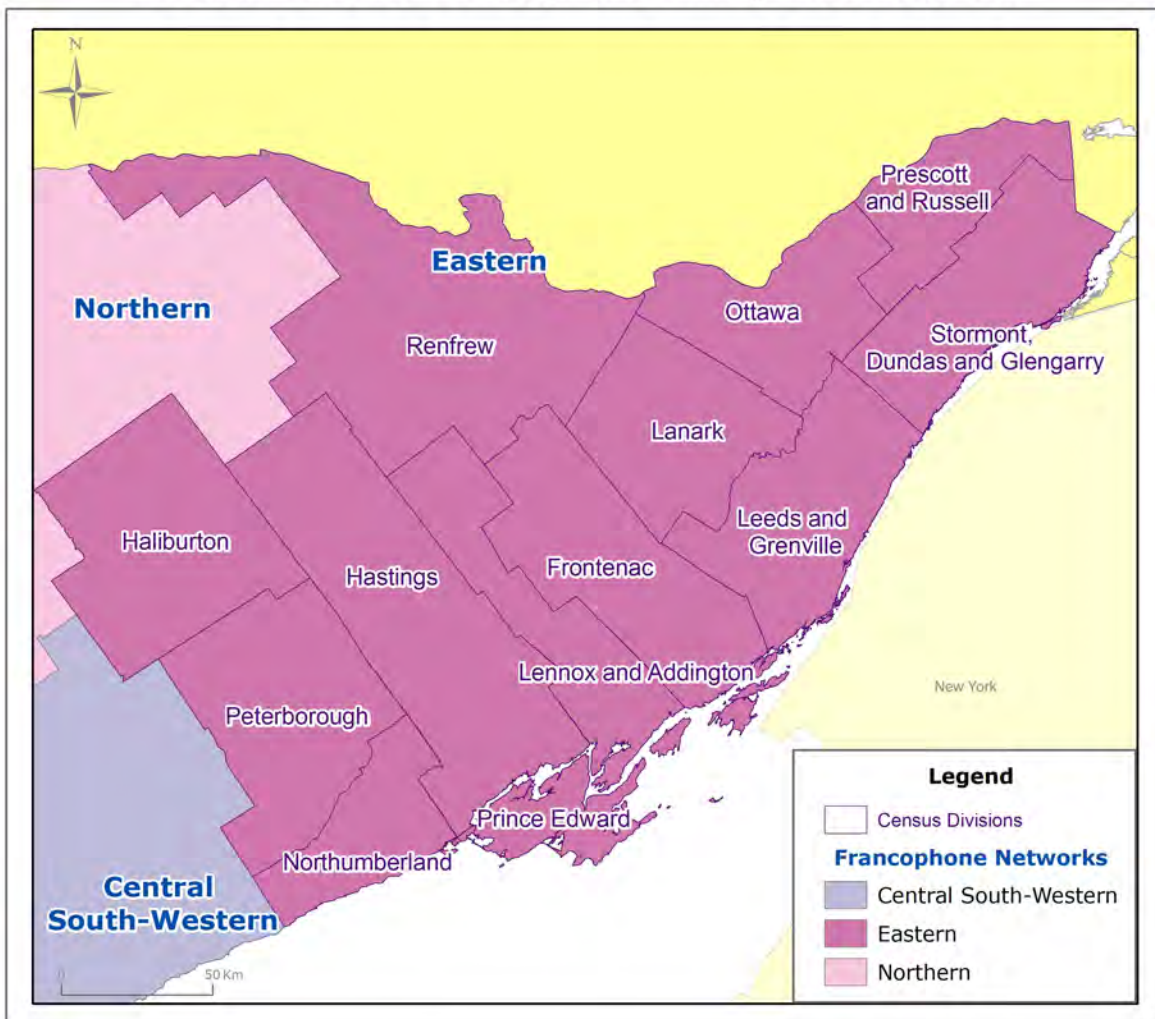 N
Prescott
and Russell
Eastern
Northern
Ottawa
Renfrew
Stormont,
Dundas and Glengarry
Lanark
Leeds and
Grenville
Haliburton
Hastings
Frontenac
Lennox and Addington
New York
Peterborough
Prince Edward
Northumberland
Central
South-Western
0 50 Km
Legend
Census Divisions
Francophone Networks
Central South-Western
Eastern
Northern